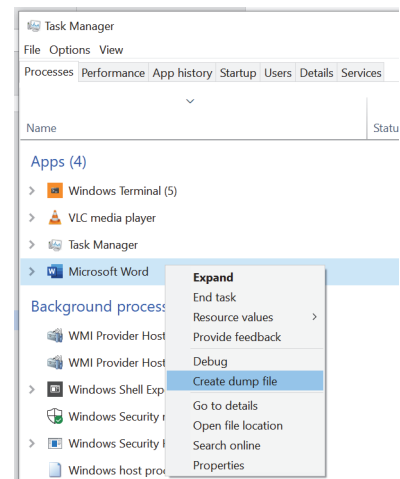 Task Manager
File Options View
Processes Performance App history Startup Users Details Services
Name Statu
Apps (4)
Windows Terminal (5)
VLC media player
Task Manager
Microsoft Word
Expand
End task
Resource values
Provide feedback
Debug
Create dump file
Go to details
Open file location
Search online
Properties
Background process
WMI Provider Host
WMI Provider Host
Windows Shell Exp
Windows Security
Windows Security
Windows host pro